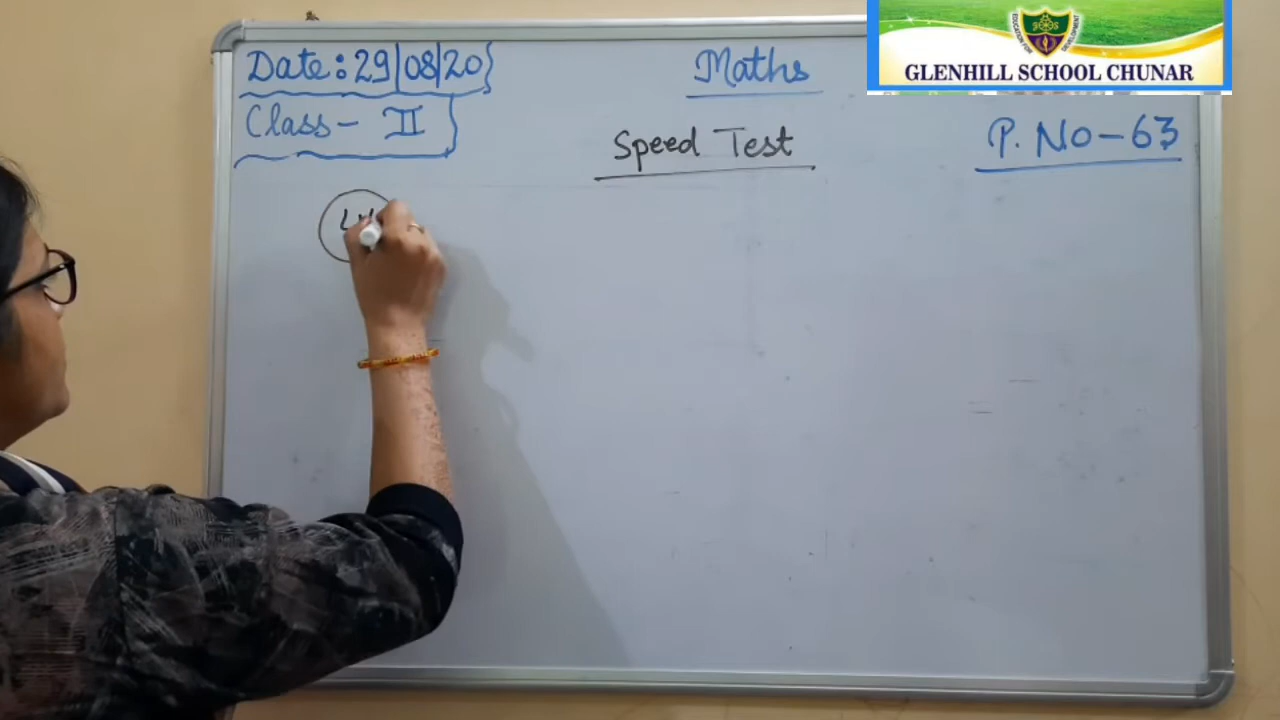 Date: 29|08|20
Class - II
Maths
Speed Test
P. No - 63
GLENHILL SCHOOL CHUNAR